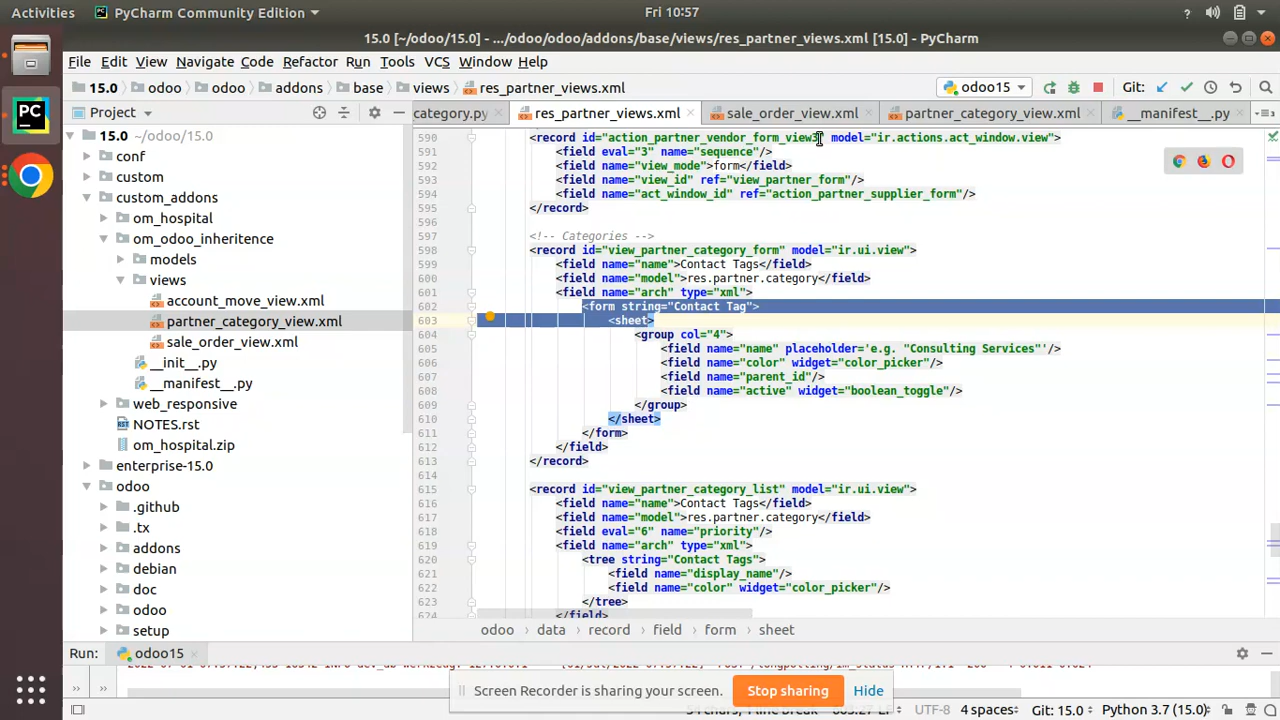 Activities PyCharm Community Edition Fri 10:57
15.0 [~/odoo/15.0] - .../odoo/odoo/addons/base/views/res_partner_views.xml [15.0] - PyCharm
File Edit View Navigate Code Refactor Run Tools VCS Window Help
15.0 odoo odoo addons base views res_partner_views.xml odoo15 Git:
Project category.py res_partner_views.xml sale_order_view.xml partner_category_view.xml __manifest__.py
15.0 ~/odoo/15.0
conf
custom
custom_addons
om_hospital
om_odoo_inheritence
models
views
account_move_view.xml
partner_category_view.xml
sale_order_view.xml
__init__.py
__manifest__.py
web_responsive
NOTES.rst
om_hospital.zip
enterprise-15.0
odoo
.github
.tx
addons
debian
doc
odoo
setup
590 <record id="action_partner_vendor_form_view3" model="ir.actions.act_window.view">
591 <field eval="3" name="sequence"/>
592 <field name="view_mode">form</field>
593 <field name="view_id" ref="view_partner_form"/>
594 <field name="act_window_id" ref="action_partner_supplier_form"/>
595 </record>
596
597 <!-- Categories -->
598 <record id="view_partner_category_form" model="ir.ui.view">
599 <field name="name">Contact Tags</field>
600 <field name="model">res.partner.category</field>
601 <field name="arch" type="xml">
602 <form string="Contact Tag">
603 <sheet>
604 <group col="4">
605 <field name="name" placeholder='e.g. "Consulting Services"'/>
606 <field name="color" widget="color_picker"/>
607 <field name="parent_id"/>
608 <field name="active" widget="boolean_toggle"/>
609 </group>
610 </sheet>
611 </form>
612 </field>
613 </record>
614
615 <record id="view_partner_category_list" model="ir.ui.view">
616 <field name="name">Contact Tags</field>
617 <field name="model">res.partner.category</field>
618 <field eval="6" name="priority"/>
619 <field name="arch" type="xml">
620 <tree string="Contact Tags">
621 <field name="display_name"/>
622 <field name="color" widget="color_picker"/>
623 </tree>
624 </field>
odoo data record field form sheet
Run: odoo15
Screen Recorder is sharing your screen. Stop sharing Hide
UTF-8 4 spaces Git: 15.0 Python 3.7 (15.0)